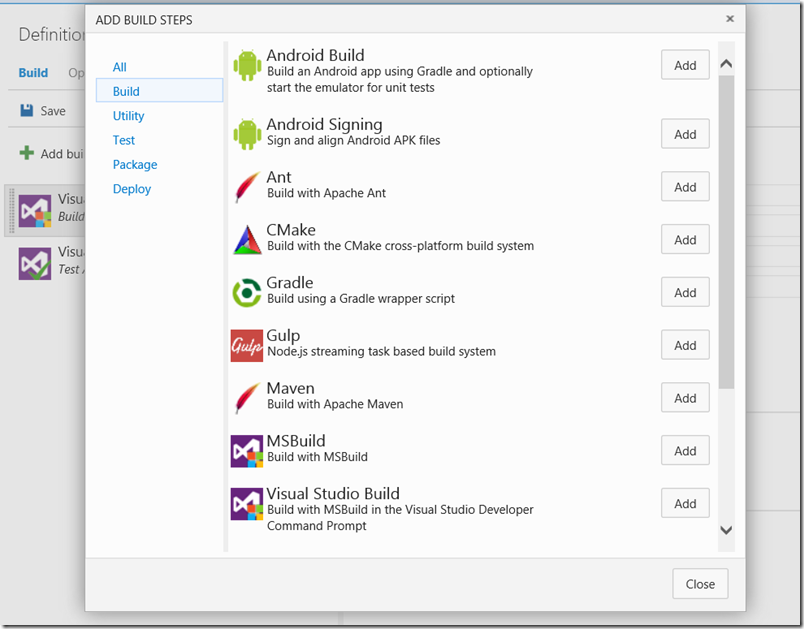 ADD BUILD STEPS
Definition
Build
Op
Save
Add bui
Visua
Build
Visua
Test A
All
Build
Utility
Test
Package
Deploy
Android Build
Build an Android app using Gradle and optionally
start the emulator for unit tests
Add
Android Signing
Sign and align Android APK files
Add
Ant
Build with Apache Ant
Add
CMake
Build with the CMake cross-platform build system
Add
Gradle
Build using a Gradle wrapper script
Add
Gulp
Gulp
Node.js streaming task based build system
Add
Maven
Build with Apache Maven
Add
MSBuild
Build with MSBuild
Add
Visual Studio Build
Build with MSBuild in the Visual Studio Developer
Command Prompt
Add
Close